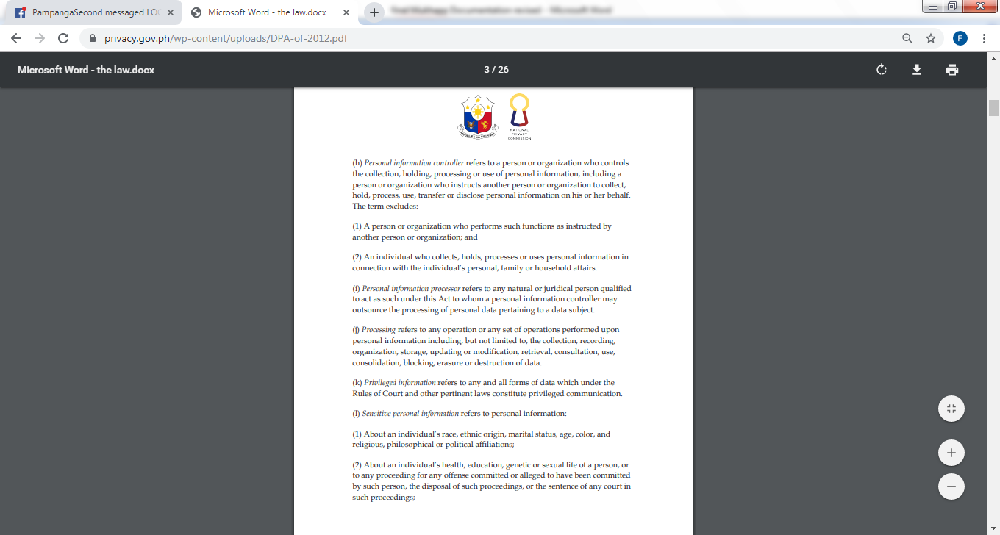 PampangaSecond messaged LOC
Microsoft Word - the law.docx
privacy.gov.ph/wp-content/uploads/DPA-of-2012.pdf
F
Microsoft Word - the law.docx
3 / 26
NATIONAL
PRIVACY
COMMISSION
(h) Personal information controller refers to a person or organization who controls
the collection, holding, processing or use of personal information, including a
person or organization who instructs another person or organization to collect,
hold, process, use, transfer or disclose personal information on his or her behalf.
The term excludes:
(1) A person or organization who performs such functions as instructed by
another person or organization; and
(2) An individual who collects, holds, processes or uses personal information in
connection with the individual's personal, family or household affairs.
(i) Personal information processor refers to any natural or juridical person qualified
to act as such under this Act to whom a personal information controller may
outsource the processing of personal data pertaining to a data subject.
(j) Processing refers to any operation or any set of operations performed upon
personal information including, but not limited to, the collection, recording,
organization, storage, updating or modification, retrieval, consultation, use,
consolidation, blocking, erasure or destruction of data.
(k) Privileged information refers to any and all forms of data which under the
Rules of Court and other pertinent laws constitute privileged communication.
(l) Sensitive personal information refers to personal information:
(1) About an individual's race, ethnic origin, marital status, age, color, and
religious, philosophical or political affiliations;
(2) About an individual's health, education, genetic or sexual life of a person, or
to any proceeding for any offense committed or alleged to have been committed
by such person, the disposal of such proceedings, or the sentence of any court in
such proceedings;